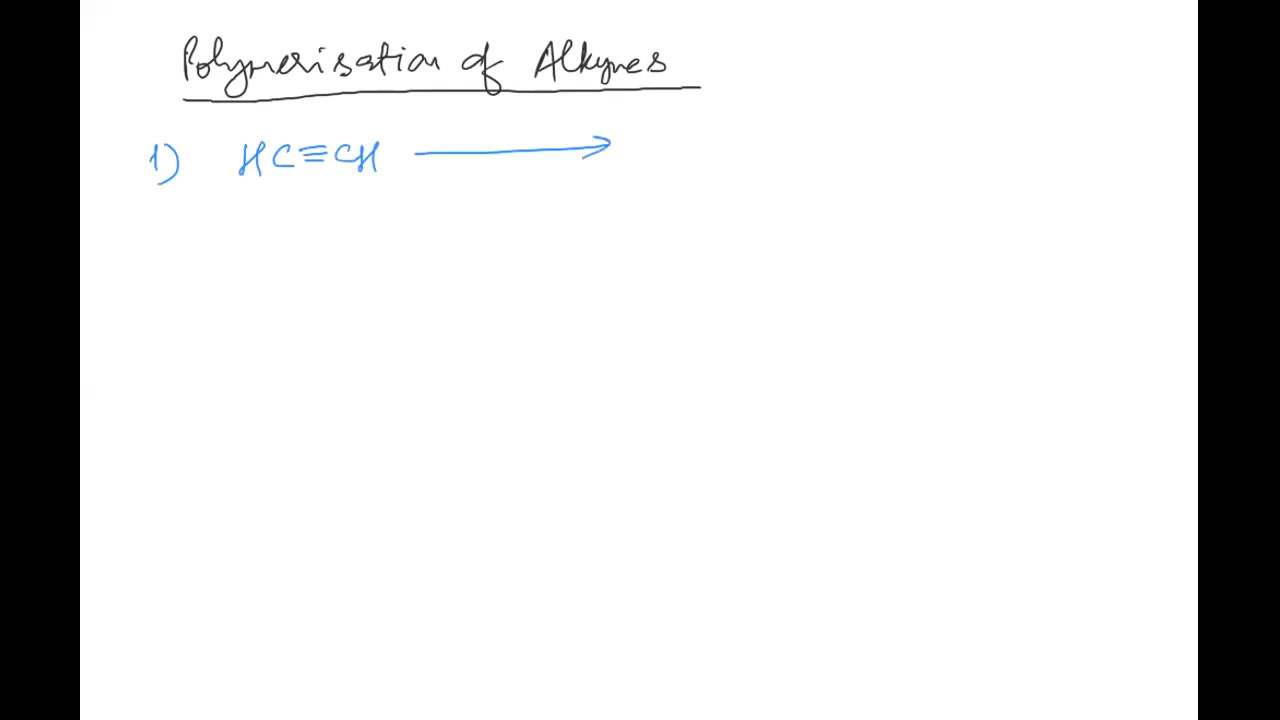 Polymerisation of Alkynes
1) HC≡CH ⟶